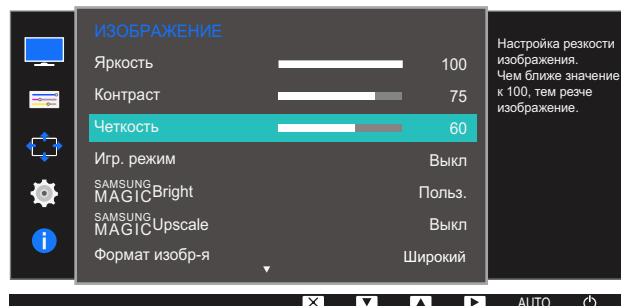 ИЗОБРАЖЕНИЕ
Яркость 100
Контраст 75
Четкость 60
Игр. режим Выкл
SAMSUNG MAGIC Bright Польз.
SAMSUNG MAGIC Upscale Выкл
Формат изобр-я Широкий
Настройка резкости
изображения.
Чем ближе значение
к 100, тем резче
изображение.
AUTO